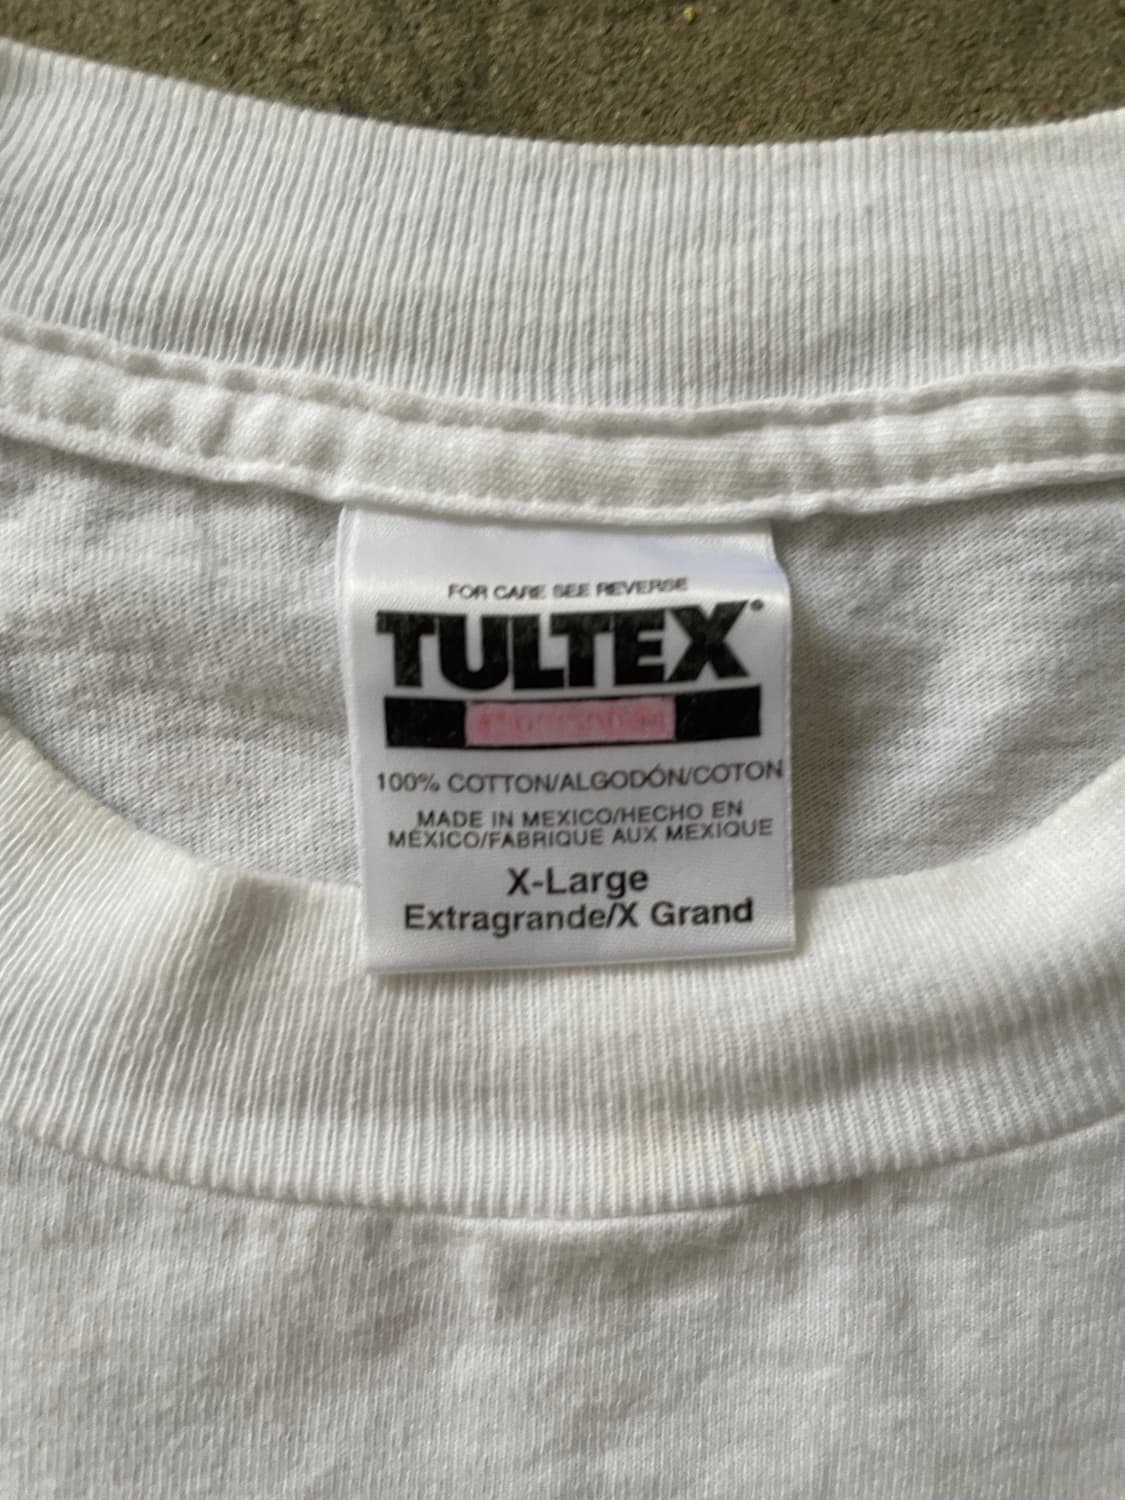 FOR CARE SEE REVERSE
TULTEX®
100% COTTON/ALGODÓN/COTON
MADE IN MEXICO/HECHO EN
MÉXICO/FABRIQUE AUX MEXIQUE
X-Large
Extragrande/X Grand